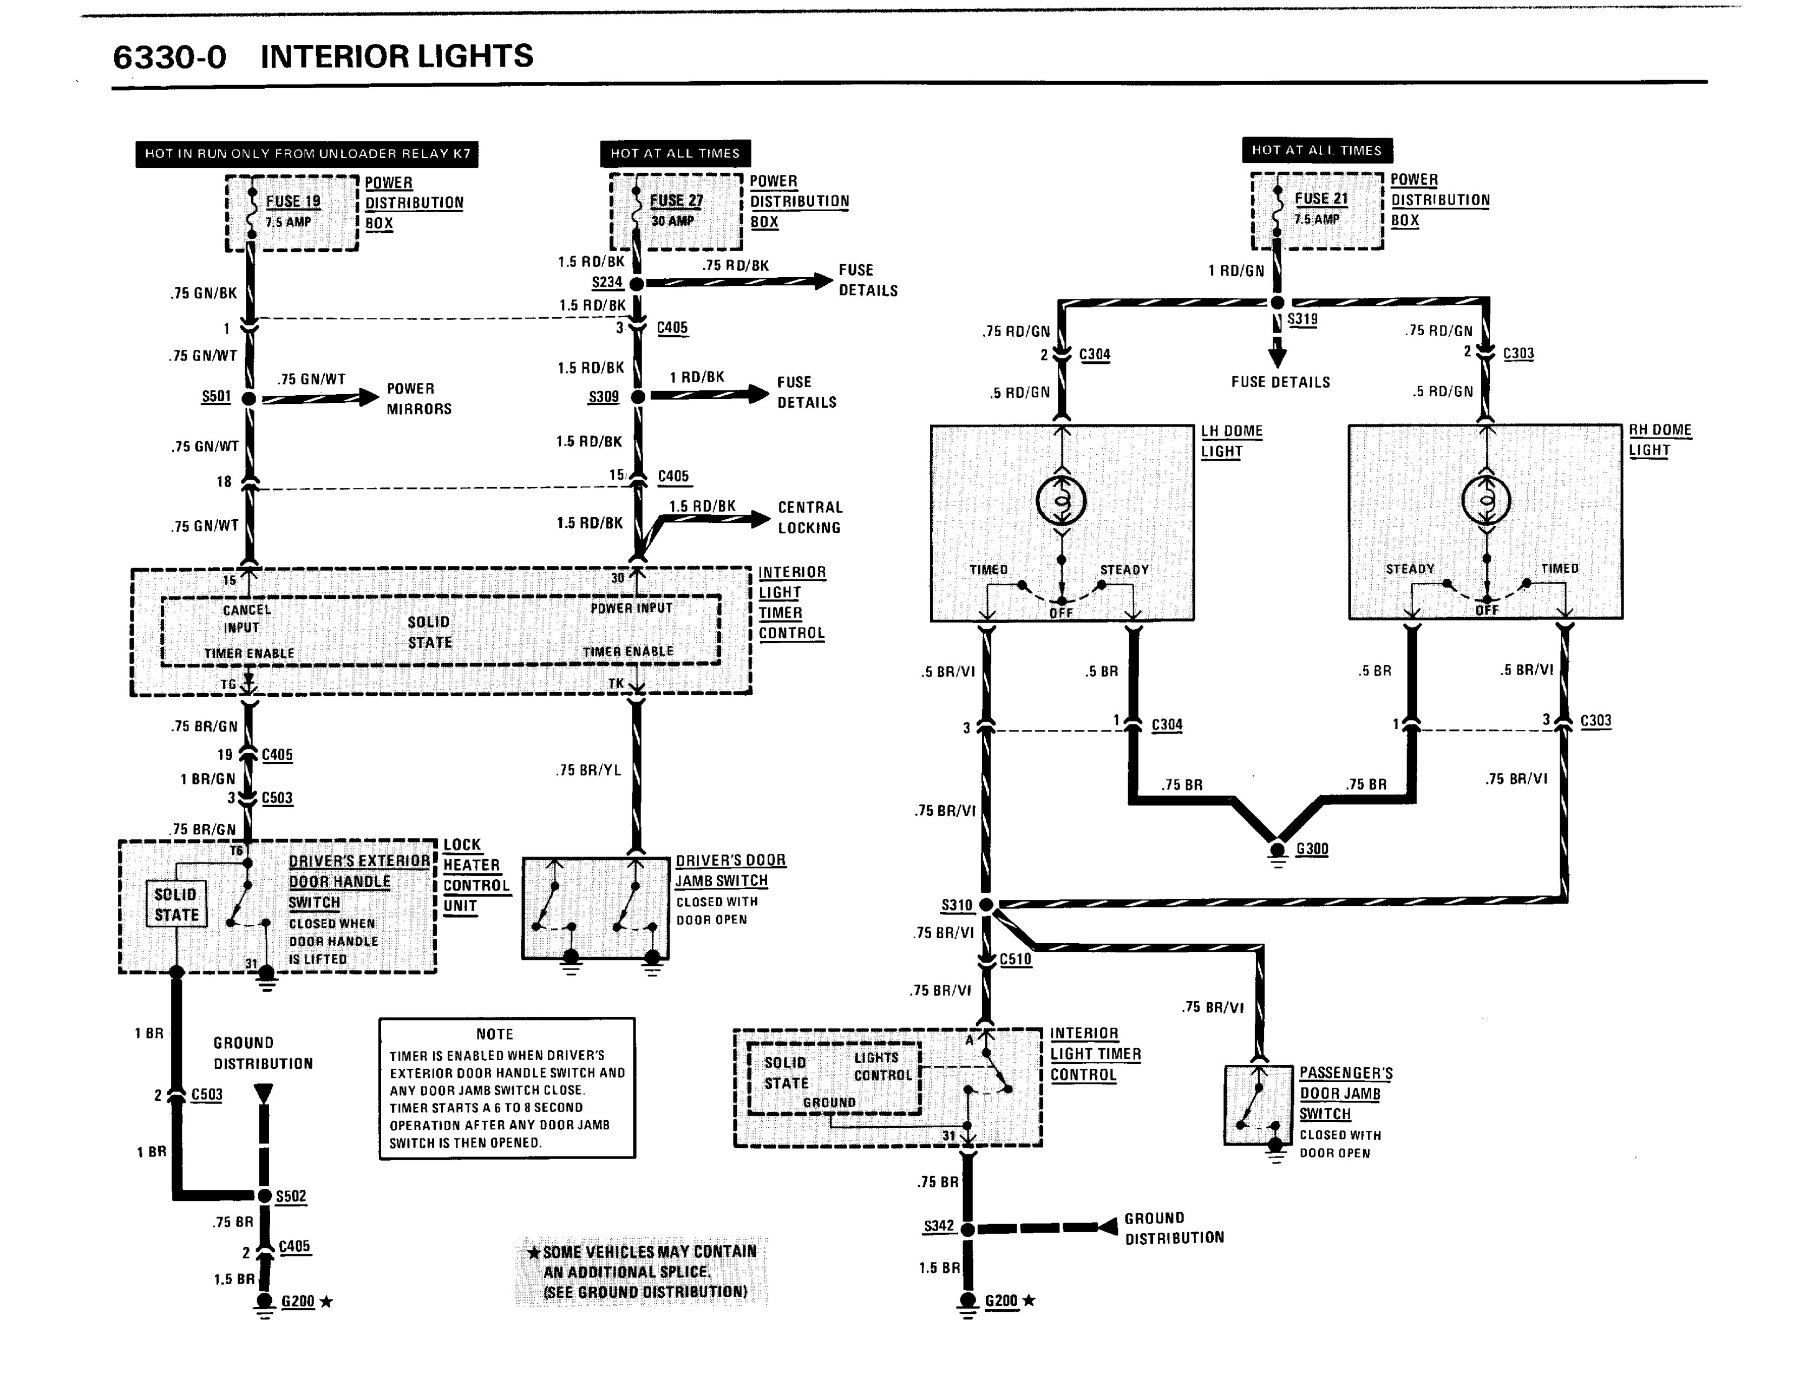 6330-0 INTERIOR LIGHTS
HOT IN RUN ONLY FROM UNLOADER RELAY K7
HOT AT ALL TIMES
HOT AT ALL TIMES
FUSE 19
7.5 AMP
POWER
DISTRIBUTION
BOX
FUSE 27
30 AMP
POWER
DISTRIBUTION
BOX
FUSE 21
7.5 AMP
POWER
DISTRIBUTION
BOX
.75 GN/BK
1
.75 GN/WT
S501
.75 GN/WT
POWER
MIRRORS
.75 GN/WT
18
.75 GN/WT
1.5 RD/BK
S234
.75 RD/BK
FUSE
DETAILS
1.5 RD/BK
3
C405
1.5 RD/BK
S309
1 RD/BK
FUSE
DETAILS
1.5 RD/BK
15
C405
1.5 RD/BK
1.5 RD/BK
CENTRAL
LOCKING
1 RD/GN
S319
FUSE DETAILS
.75 RD/GN
2
C304
.5 RD/GN
.75 RD/GN
2
C303
.5 RD/GN
LH DOME
LIGHT
TIMED
STEADY
OFF
RH DOME
LIGHT
STEADY
TIMED
OFF
15
CANCEL
INPUT
TIMER ENABLE
T6
SOLID
STATE
30
POWER INPUT
TIMER ENABLE
TK
INTERIOR
LIGHT
TIMER
CONTROL
.75 BR/GN
19
C405
1 BR/GN
3
C503
.75 BR/GN
.75 BR/YL
.5 BR/VI
.5 BR
3
1
C304
.75 BR/VI
.75 BR
.5 BR
.5 BR/VI
1
3
C303
.75 BR
.75 BR/VI
G300
T6
SOLID
STATE
DRIVER'S EXTERIOR
DOOR HANDLE
SWITCH
CLOSED WHEN
DOOR HANDLE
IS LIFTED
31
LOCK
HEATER
CONTROL
UNIT
DRIVER'S DOOR
JAMB SWITCH
CLOSED WITH
DOOR OPEN
S310
.75 BR/VI
C510
.75 BR/VI
.75 BR/VI
1 BR
GROUND
DISTRIBUTION
2
C503
1 BR
S502
.75 BR
2
C405
1.5 BR
G200 ★
NOTE
TIMER IS ENABLED WHEN DRIVER'S
EXTERIOR DOOR HANDLE SWITCH AND
ANY DOOR JAMB SWITCH CLOSE.
TIMER STARTS A 6 TO 8 SECOND
OPERATION AFTER ANY DOOR JAMB
SWITCH IS THEN OPENED.
★SOME VEHICLES MAY CONTAIN
AN ADDITIONAL SPLICE.
(SEE GROUND DISTRIBUTION)
SOLID
STATE
LIGHTS
CONTROL
GROUND
A
31
INTERIOR
LIGHT TIMER
CONTROL
PASSENGER'S
DOOR JAMB
SWITCH
CLOSED WITH
DOOR OPEN
.75 BR
S342
GROUND
DISTRIBUTION
1.5 BR
G200 ★